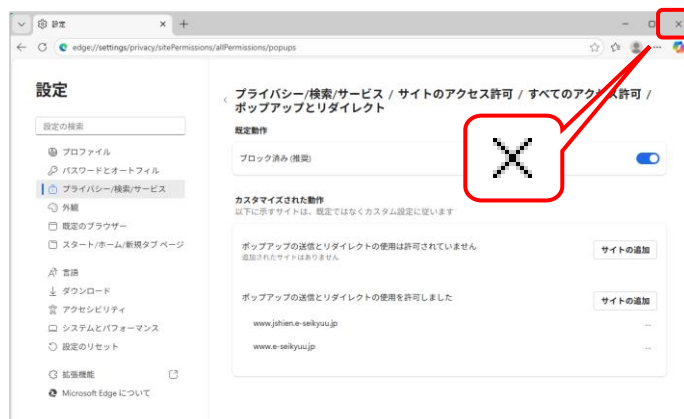 設定
edge://settings/privacy/sitePermissions/allPermissions/popups
設定
設定の検索
プロファイル
パスワードとオートフィル
プライバシー/検索/サービス
外観
既定のブラウザー
スタート/ホーム/新規タブ ページ
言語
ダウンロード
アクセシビリティ
システムとパフォーマンス
設定のリセット
拡張機能
Microsoft Edge について
プライバシー/検索/サービス / サイトのアクセス許可 / すべてのアクセス許可 /
ポップアップとリダイレクト
既定動作
ブロック済み (推奨)
カスタマイズされた動作
以下に示すサイトは、既定ではなくカスタム設定に従います
ポップアップの送信とリダイレクトの使用は許可されていません
サイトの追加
追加されたサイトはありません
ポップアップの送信とリダイレクトの使用を許可しました
サイトの追加
www.jshien.e-seikyuu.jp
www.e-seikyuu.jp